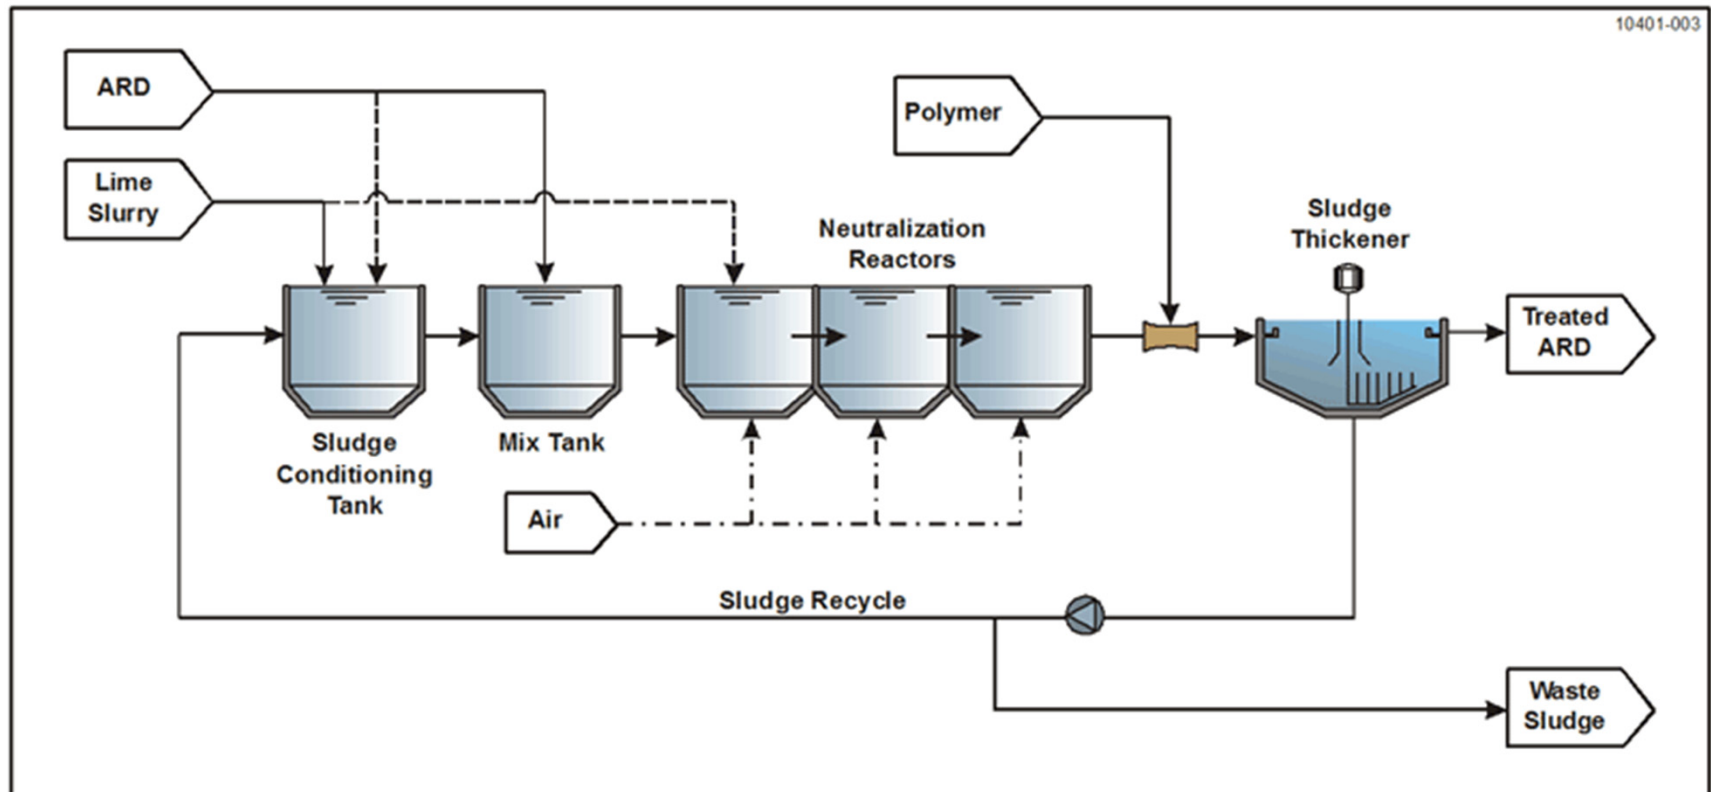 10401-003
ARD
Lime
Slurry
Polymer
Neutralization
Reactors
Sludge
Thickener
Treated
ARD
Sludge
Conditioning
Tank
Mix Tank
Air
Sludge Recycle
Waste
Sludge